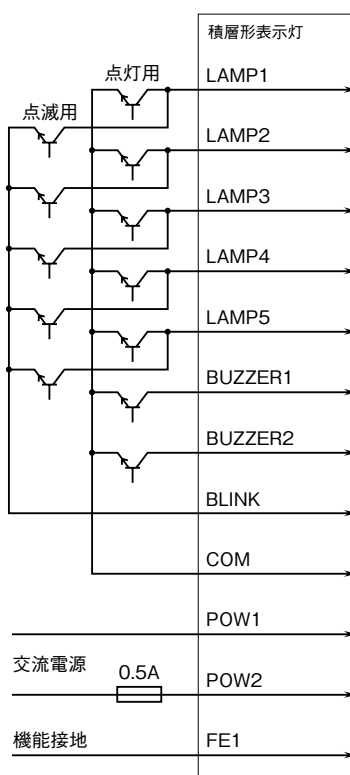 積層形表示灯
点灯用
LAMP1
点滅用
LAMP2
LAMP3
LAMP4
LAMP5
BUZZER1
BUZZER2
BLINK
COM
POW1
交流電源
0.5A
POW2
機能接地
FE1